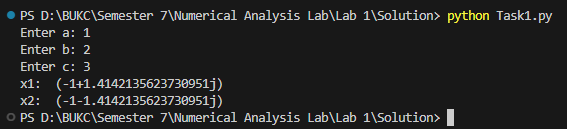 PS D:\BUKC\Semester 7\Numerical Analysis Lab\Lab 1\Solution> python Task1.py
Enter a: 1
Enter b: 2
Enter c: 3
x1:  (-1+1.4142135623730951j)
x2:  (-1-1.4142135623730951j)
PS D:\BUKC\Semester 7\Numerical Analysis Lab\Lab 1\Solution>